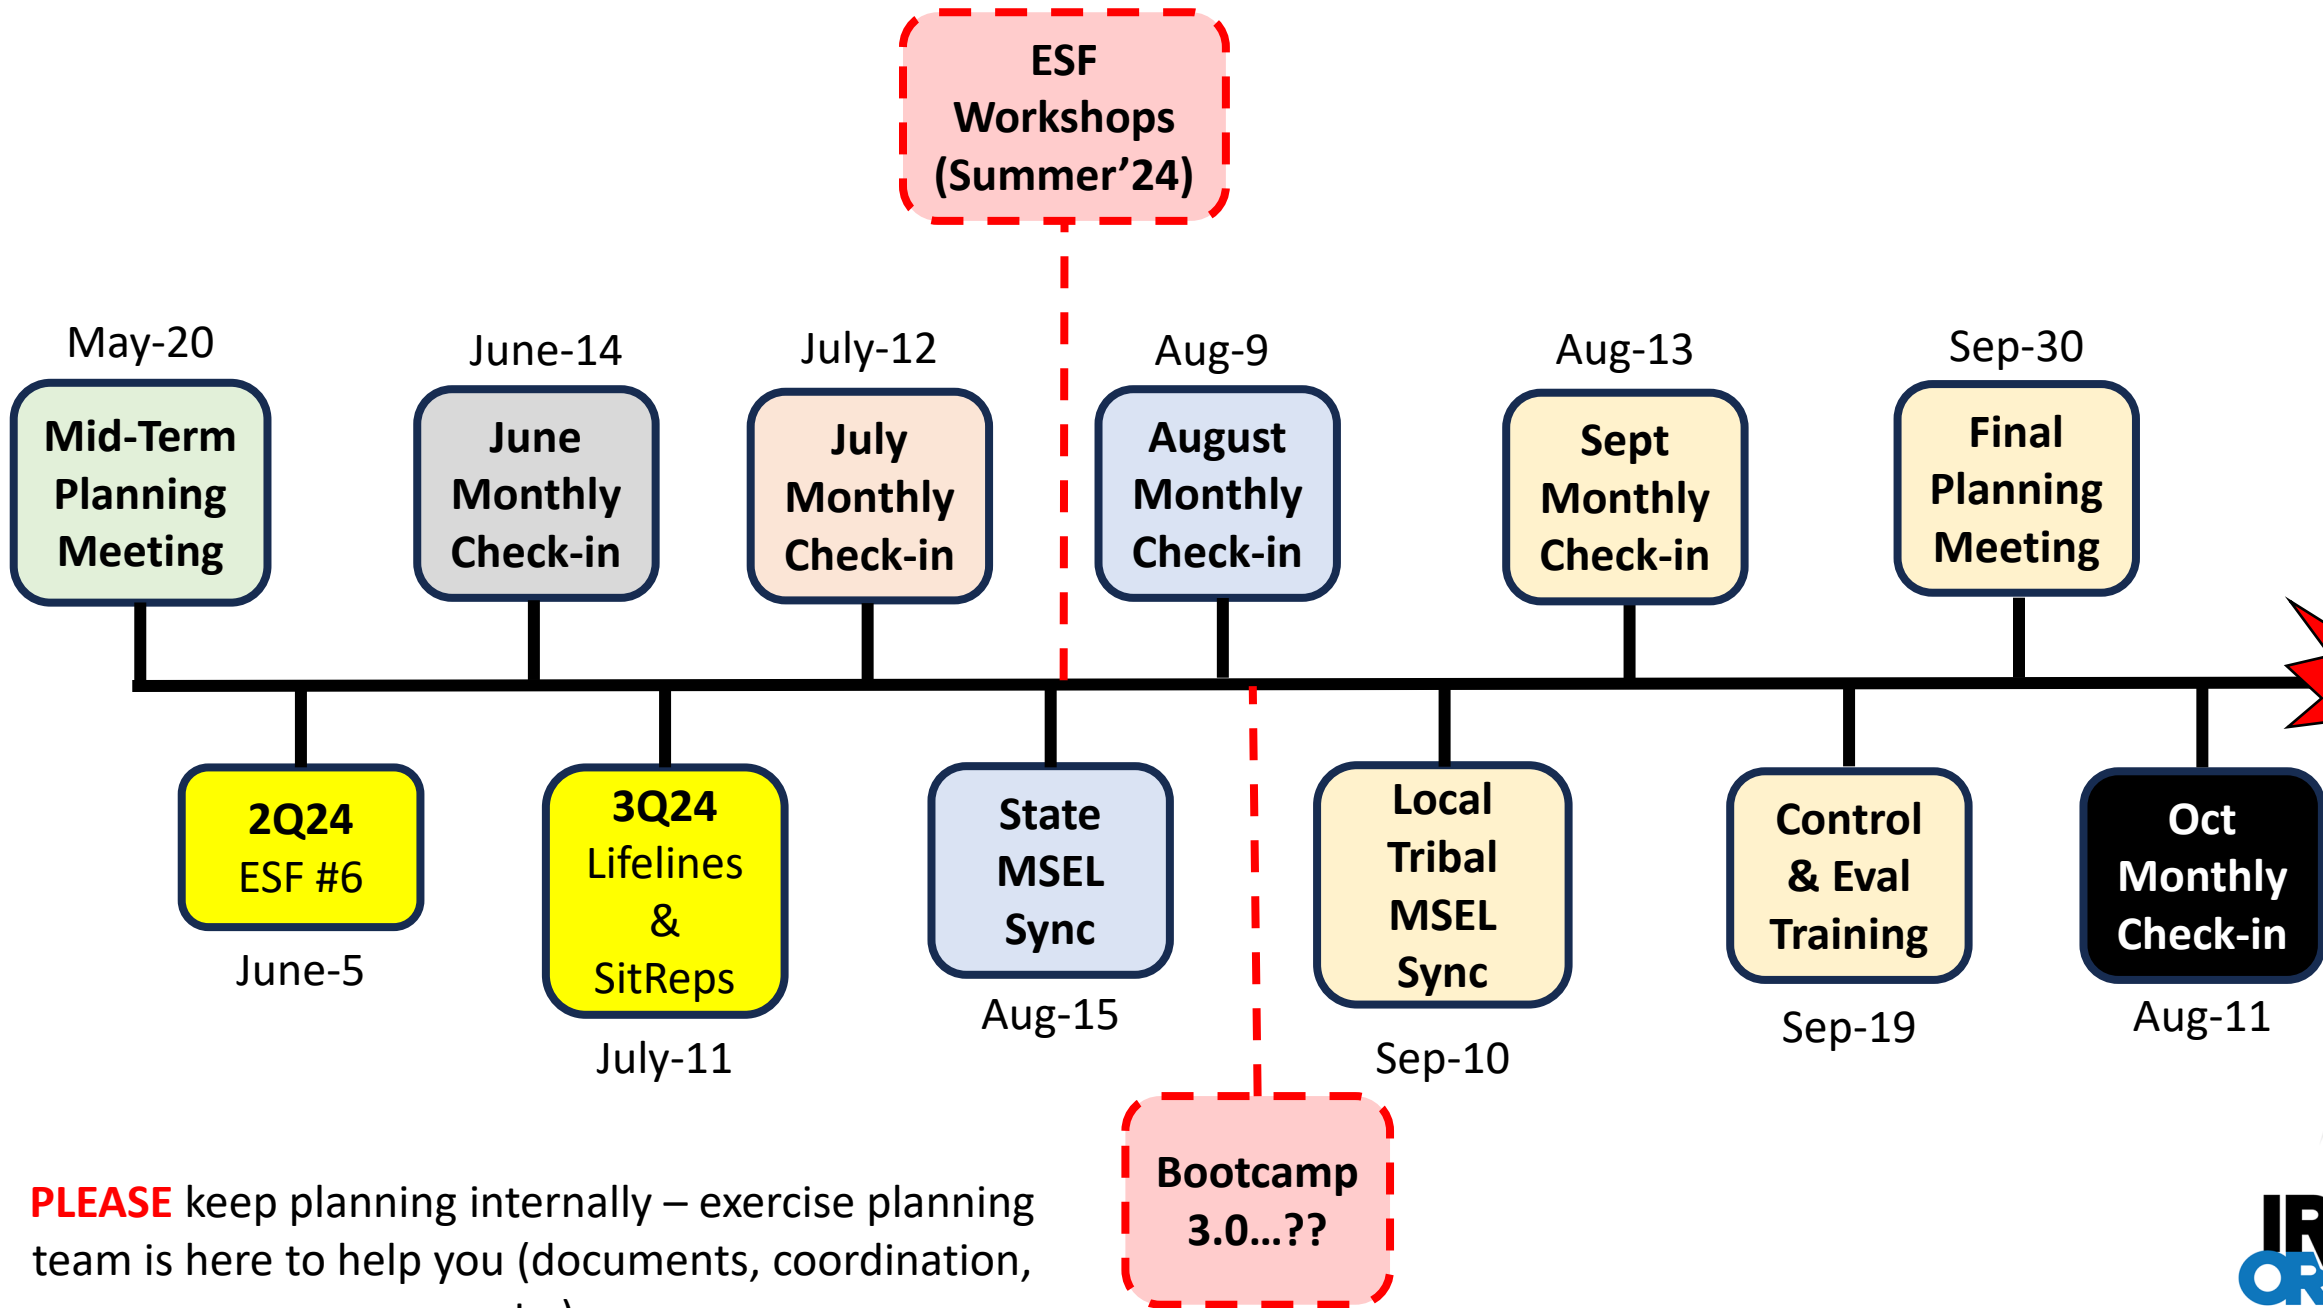 ESF
Workshops
(Summer’24)
May-20
June-14
July-12
Aug-9
Aug-13
Sep-30
Mid-Term
Planning
Meeting
June
Monthly
Check-in
July
Monthly
Check-in
August
Monthly
Check-in
Sept
Monthly
Check-in
Final
Planning
Meeting
2Q24
ESF #6
June-5
3Q24
Lifelines
&
SitReps
July-11
State
MSEL
Sync
Aug-15
Local
Tribal
MSEL
Sync
Sep-10
Control
& Eval
Training
Sep-19
Oct
Monthly
Check-in
Aug-11
Bootcamp
3.0…??
PLEASE keep planning internally – exercise planning
team is here to help you (documents, coordination,